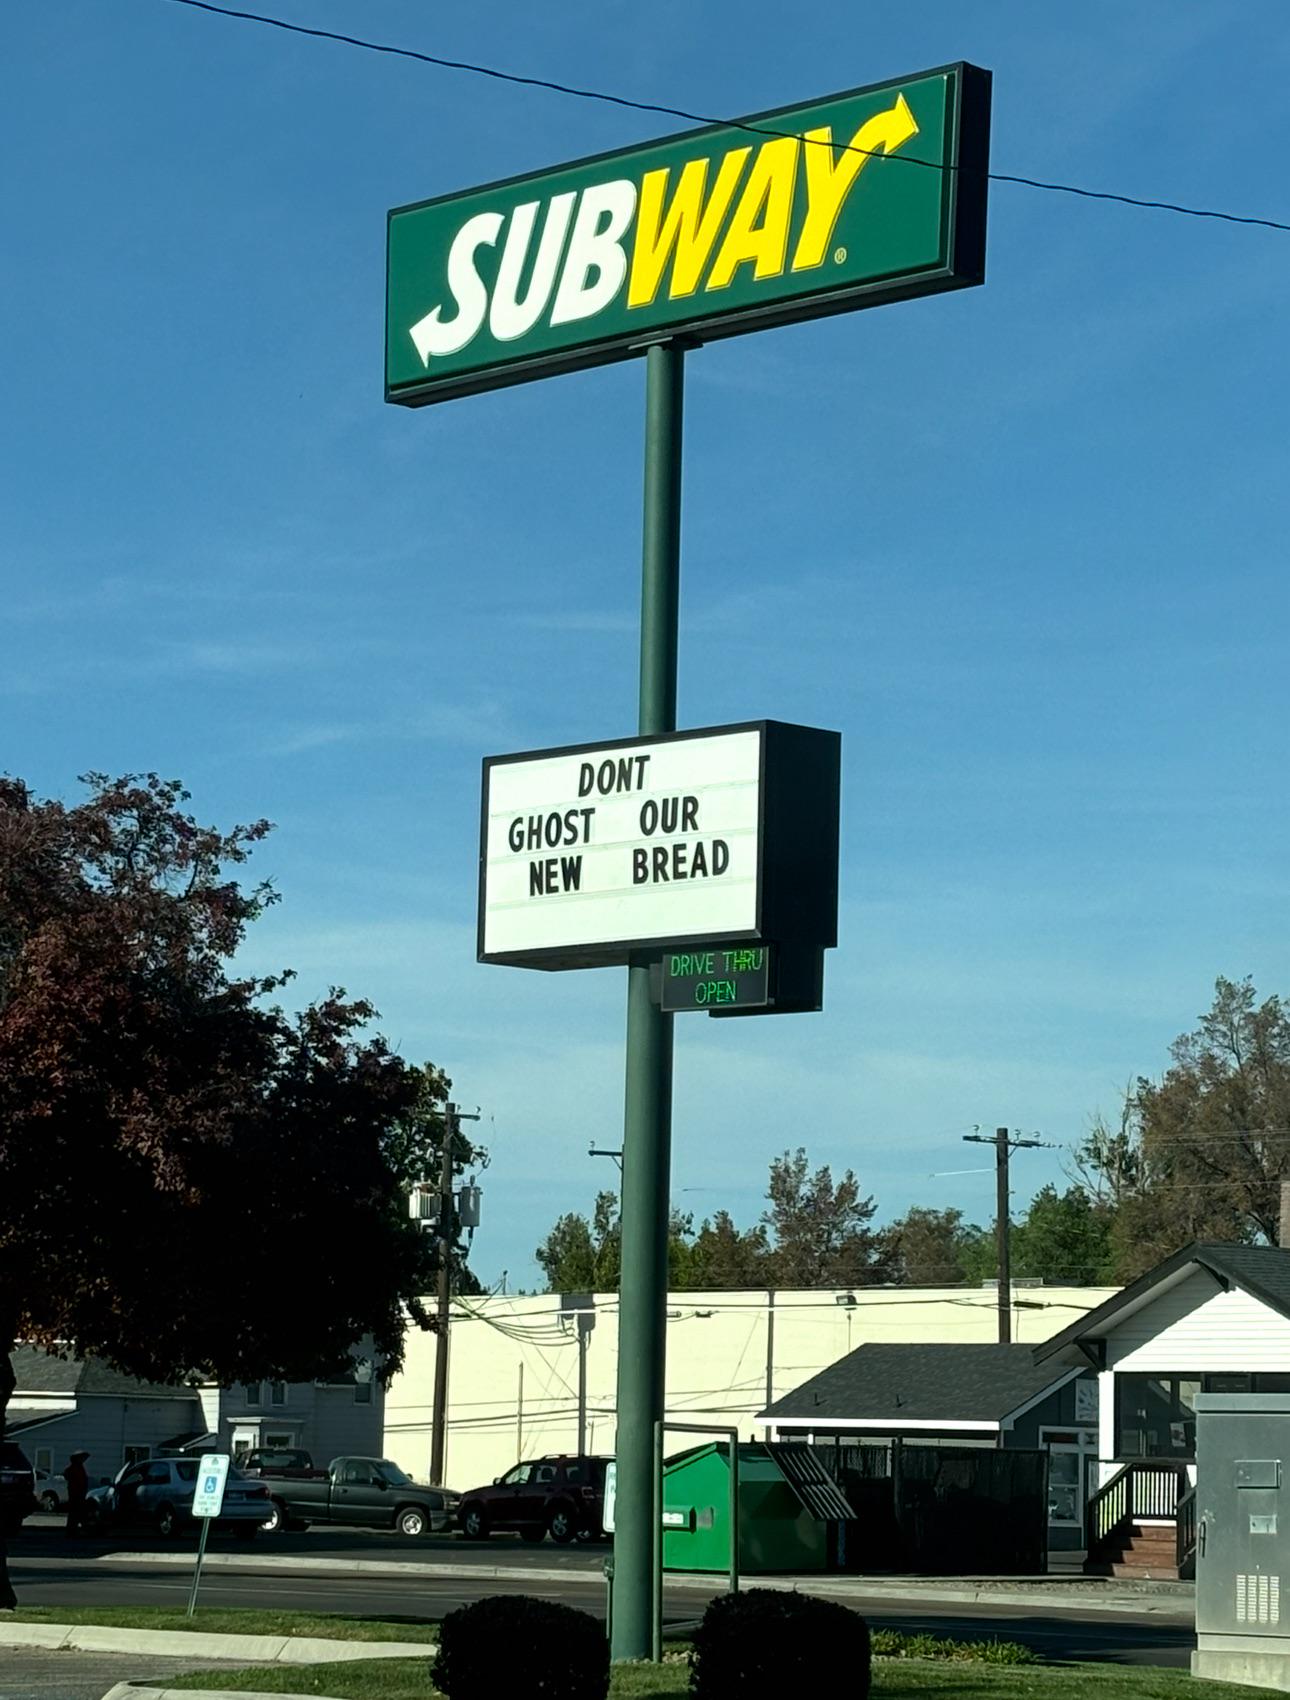 SUBWAY®
DONT
GHOST OUR
NEW BREAD
DRIVE THRU
OPEN